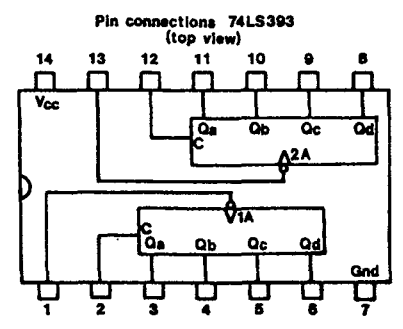 Pin connections 74LS393
(top view)
14 13 12 11 10 9 8
Vcc
Qa Qb Qc Qd
C
2A
1A
C
Qa Qb Qc Qd
Gnd
1 2 3 4 5 6 7